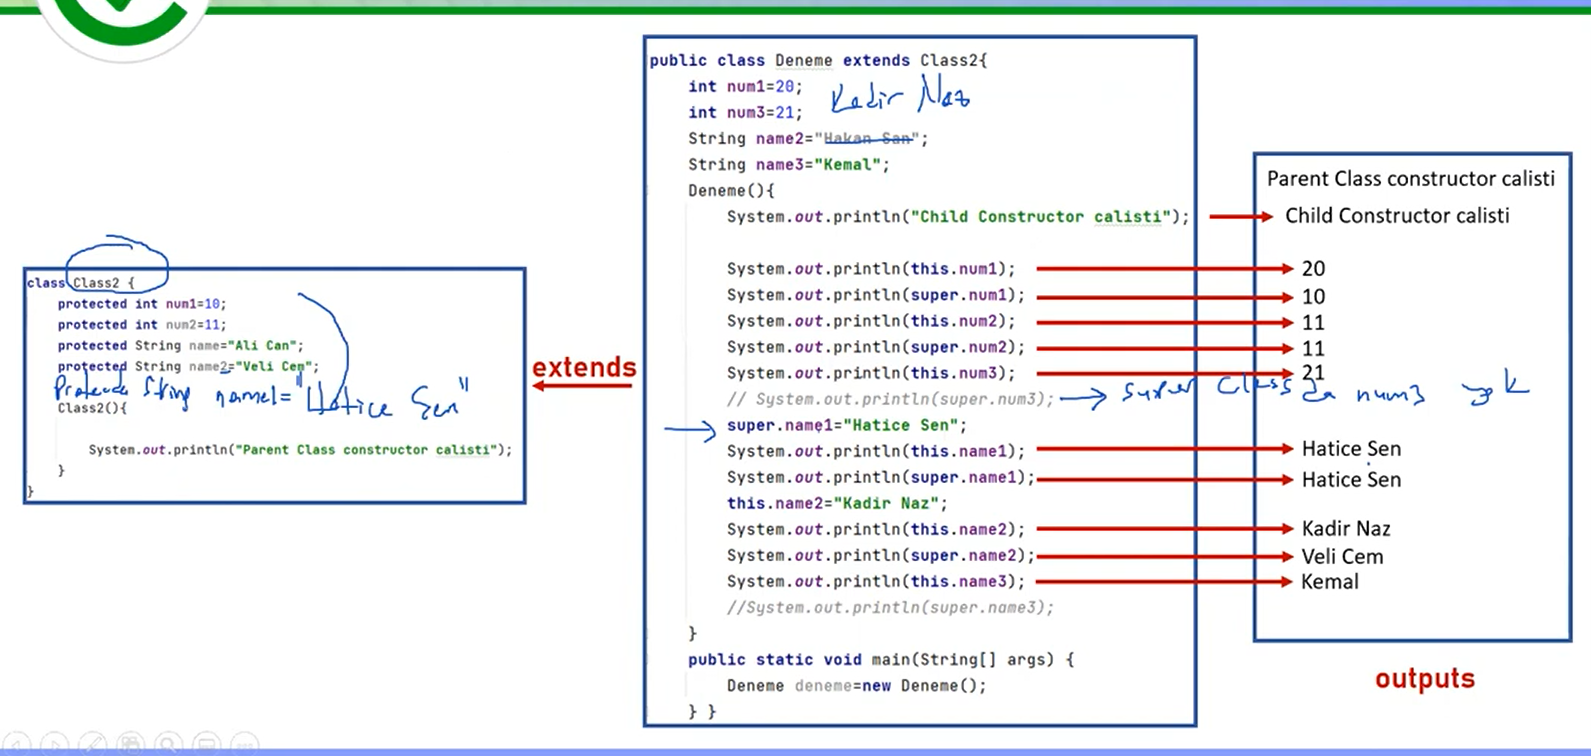 class Class2 {
protected int num1=10;
protected int num2=11;
protected String name="Ali Can";
protected String name2="Veli Cem";
String name1="Hatice Sen"
Class2(){
System.out.println("Parent Class constructor calisti");
}
}
extends
public class Deneme extends Class2{
int num1=20;
Kadir Naz
int num3=21;
String name2="Hakan San";
String name3="Kemal";
Deneme(){
System.out.println("Child Constructor calisti");
System.out.println(this.num1);
System.out.println(super.num1);
System.out.println(this.num2);
System.out.println(super.num2);
System.out.println(this.num3);
// System.out.println(super.num3);
super class da num3 yok
super.name1="Hatice Sen";
System.out.println(this.name1);
System.out.println(super.name1);
this.name2="Kadir Naz";
System.out.println(this.name2);
System.out.println(super.name2);
System.out.println(this.name3);
//System.out.println(super.name3);
}
public static void main(String[] args) {
Deneme deneme=new Deneme();
} }
Parent Class constructor calisti
Child Constructor calisti
20
10
11
11
21
Hatice Sen
Hatice Sen
Kadir Naz
Veli Cem
Kemal
outputs